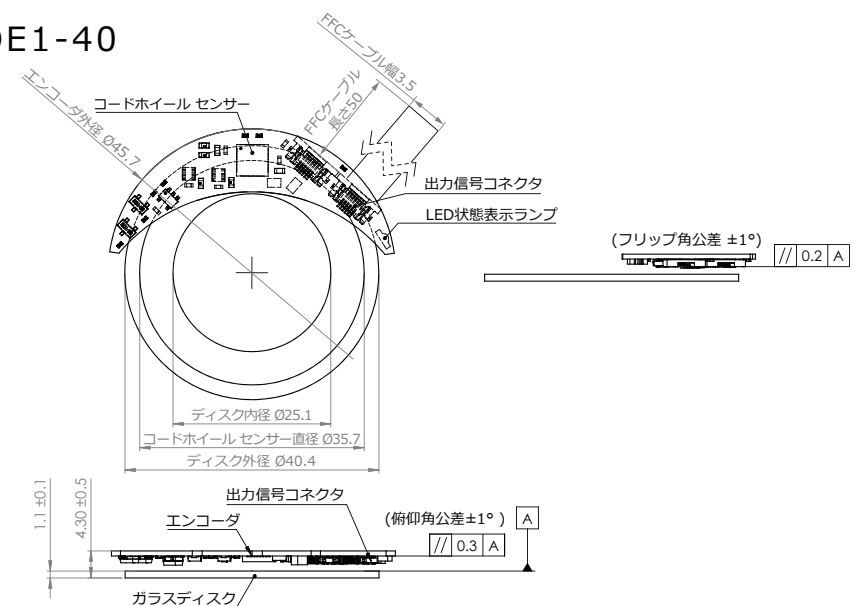 DE1-40
FFCケーブル幅3.5
FFCケーブル
長さ50
エンコーダ外径 Ø45.7
コードホイール センサー
出力信号コネクタ
LED状態表示ランプ
(フリップ角公差 ±1°)
// 0.2 A
ディスク内径 Ø25.1
コードホイール センサー直径 Ø35.7
ディスク外径 Ø40.4
1.1 ±0.1
4.30 ±0.5
出力信号コネクタ
エンコーダ
(俯仰角公差±1° )
A
// 0.3 A
ガラスディスク